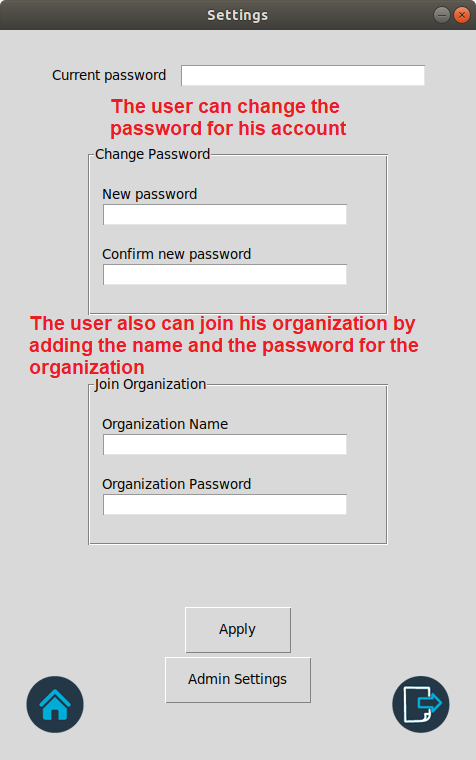 Settings
Current password
The user can change the
password for his account
Change Password
New password
Confirm new password
The user also can join his organization by
adding the name and the password for the
organization
Join Organization
Organization Name
Organization Password
Apply
Admin Settings